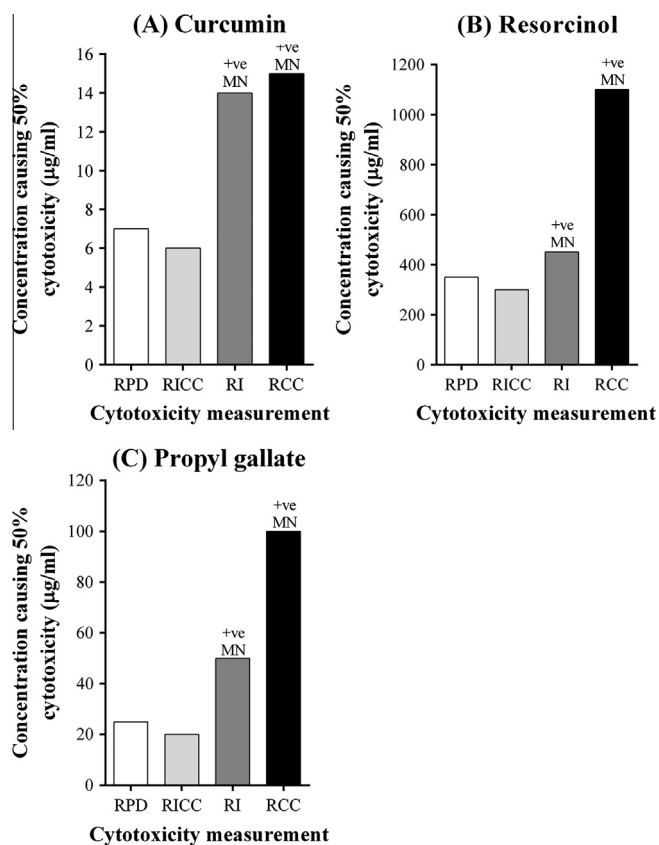 (A) Curcumin
Concentration causing 50%
cytotoxicity (µg/ml)
16
14
12
10
8
6
4
2
0
+ve
MN
+ve
MN
RPD RICC RI RCC
Cytotoxicity measurement
(B) Resorcinol
Concentration causing 50%
cytotoxicity (µg/ml)
1200
1000
800
600
400
200
0
+ve
MN
+ve
MN
RPD RICC RI RCC
Cytotoxicity measurement
(C) Propyl gallate
Concentration causing 50%
cytotoxicity (µg/ml)
120
100
80
60
40
20
0
+ve
MN
+ve
MN
RPD RICC RI RCC
Cytotoxicity measurement